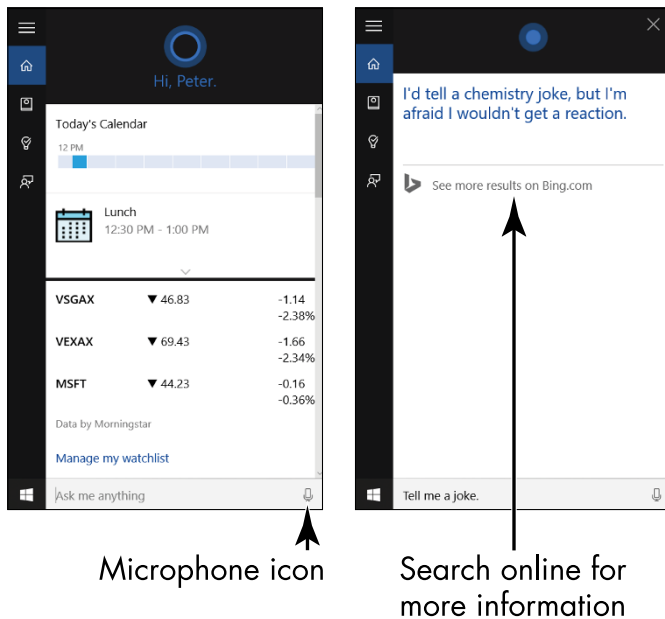 Hi, Peter.
Today's Calendar
12 PM
Lunch
12:30 PM - 1:00 PM
VSGAX ▼ 46.83 -1.14
-2.38%
VEXAX ▼ 69.43 -1.66
-2.34%
MSFT ▼ 44.23 -0.16
-0.36%
Data by Morningstar
Manage my watchlist
Ask me anything
Microphone icon
I'd tell a chemistry joke, but I'm
afraid I wouldn't get a reaction.
See more results on Bing.com
Tell me a joke.
Search online for
more information